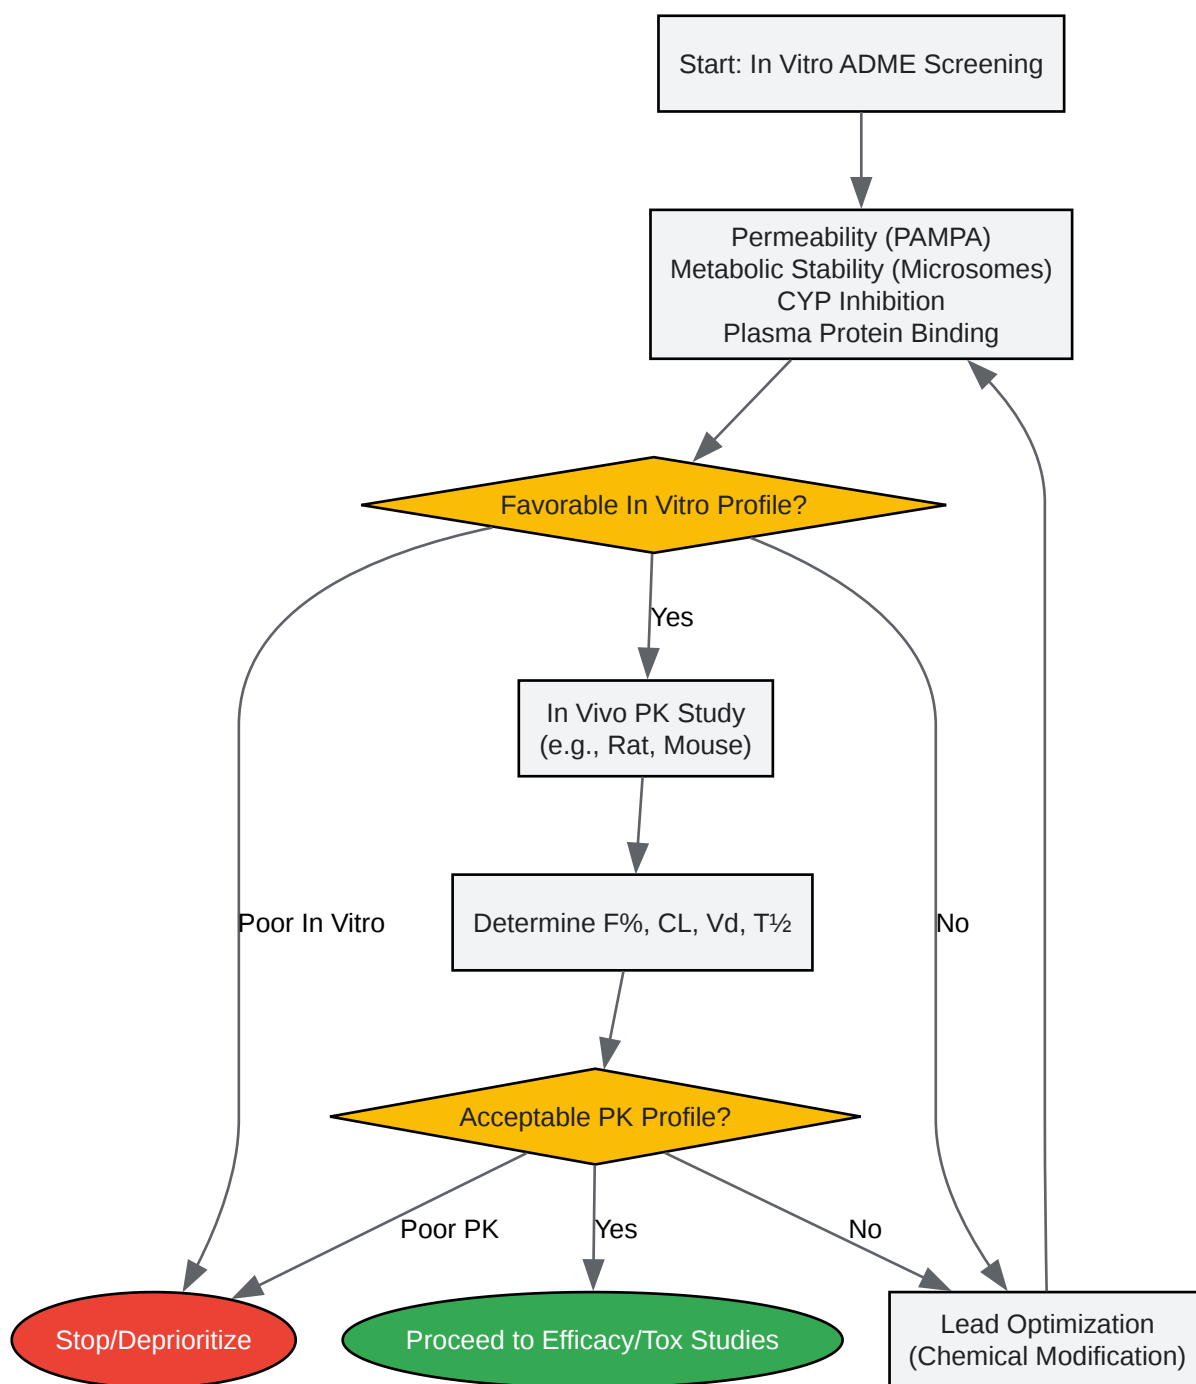 Start: In Vitro ADME Screening
Permeability (PAMPA)
Metabolic Stability (Microsomes)
CYP Inhibition
Plasma Protein Binding
Favorable In Vitro Profile?
Yes
In Vivo PK Study
(e.g., Rat, Mouse)
Poor In Vitro
Determine F%, CL, Vd, T½
No
Acceptable PK Profile?
Poor PK
Yes
No
Stop/Deprioritize
Proceed to Efficacy/Tox Studies
Lead Optimization
(Chemical Modification)